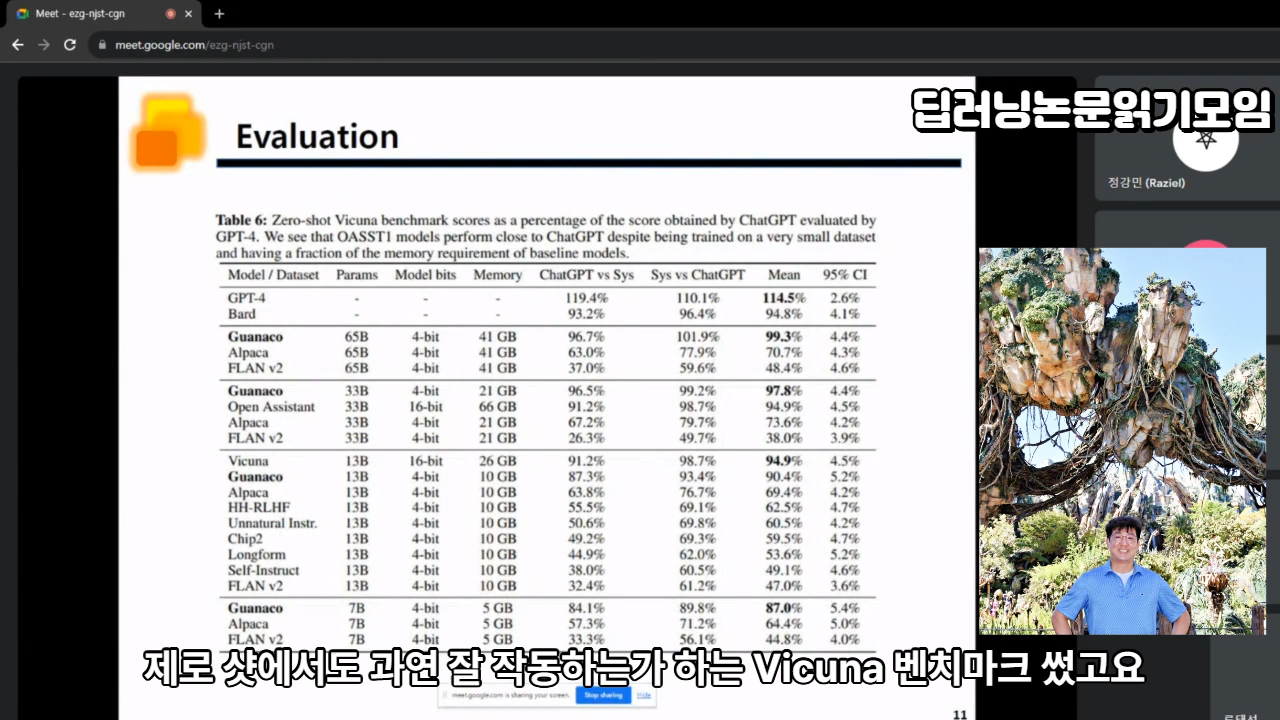 Meet - ezg-njst-cgn
meet.google.com/ezg-njst-cgn
딥러닝논문읽기모임
정강민 (Raziel)
Evaluation
Table 6: Zero-shot Vicuna benchmark scores as a percentage of the score obtained by ChatGPT evaluated by
GPT-4. We see that OASST1 models perform close to ChatGPT despite being trained on a very small dataset
and having a fraction of the memory requirement of baseline models.
Model / Dataset Params Model bits Memory ChatGPT vs Sys Sys vs ChatGPT Mean 95% CI
GPT-4 - - - 119.4% 110.1% 114.5% 2.6%
Bard - - - 93.2% 96.4% 94.8% 4.1%
Guanaco 65B 4-bit 41 GB 96.7% 101.9% 99.3% 4.4%
Alpaca 65B 4-bit 41 GB 63.0% 77.9% 70.7% 4.3%
FLAN v2 65B 4-bit 41 GB 37.0% 59.6% 48.4% 4.6%
Guanaco 33B 4-bit 21 GB 96.5% 99.2% 97.8% 4.4%
Open Assistant 33B 16-bit 66 GB 91.2% 98.7% 94.9% 4.5%
Alpaca 33B 4-bit 21 GB 67.2% 79.7% 73.6% 4.2%
FLAN v2 33B 4-bit 21 GB 26.3% 49.7% 38.0% 3.9%
Vicuna 13B 16-bit 26 GB 91.2% 98.7% 94.9% 4.5%
Guanaco 13B 4-bit 10 GB 87.3% 93.4% 90.4% 5.2%
Alpaca 13B 4-bit 10 GB 63.8% 76.7% 69.4% 4.2%
HH-RLHF 13B 4-bit 10 GB 55.5% 69.1% 62.5% 4.7%
Unnatural Instr. 13B 4-bit 10 GB 50.6% 69.8% 60.5% 4.2%
Chip2 13B 4-bit 10 GB 49.2% 69.3% 59.5% 4.7%
Longform 13B 4-bit 10 GB 44.9% 62.0% 53.6% 5.2%
Self-Instruct 13B 4-bit 10 GB 38.0% 60.5% 49.1% 4.6%
FLAN v2 13B 4-bit 10 GB 32.4% 61.2% 47.0% 3.6%
Guanaco 7B 4-bit 5 GB 84.1% 89.8% 87.0% 5.4%
Alpaca 7B 4-bit 5 GB 57.3% 71.2% 64.4% 5.0%
FLAN v2 7B 4-bit 5 GB 33.3% 56.1% 44.8% 4.0%
제로 샷에서도 과연 잘 작동하는가 하는 Vicuna 벤치마크 썼고요
meet.google.com is sharing your screen. Stop sharing Hide
11